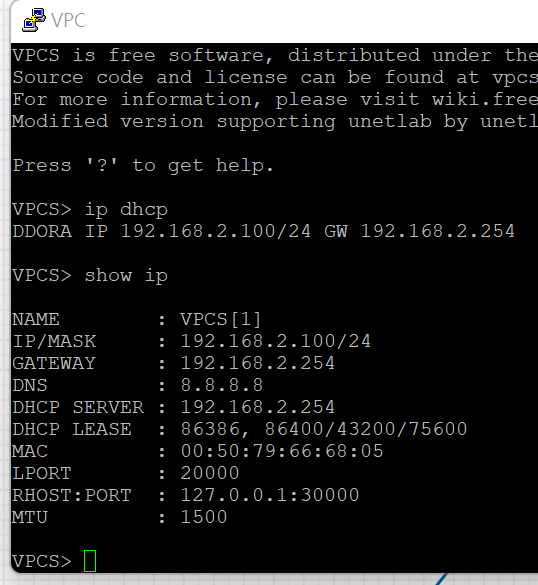 VPC
VPCS is free software, distributed under the
Source code and license can be found at vpcs
For more information, please visit wiki.free
Modified version supporting unetlab by unetl
Press '?' to get help.
VPCS> ip dhcp
DDORA IP 192.168.2.100/24 GW 192.168.2.254
VPCS> show ip
NAME        : VPCS[1]
IP/MASK     : 192.168.2.100/24
GATEWAY     : 192.168.2.254
DNS         : 8.8.8.8
DHCP SERVER : 192.168.2.254
DHCP LEASE  : 86386, 86400/43200/75600
MAC         : 00:50:79:66:68:05
LPORT       : 20000
RHOST:PORT  : 127.0.0.1:30000
MTU         : 1500
VPCS>